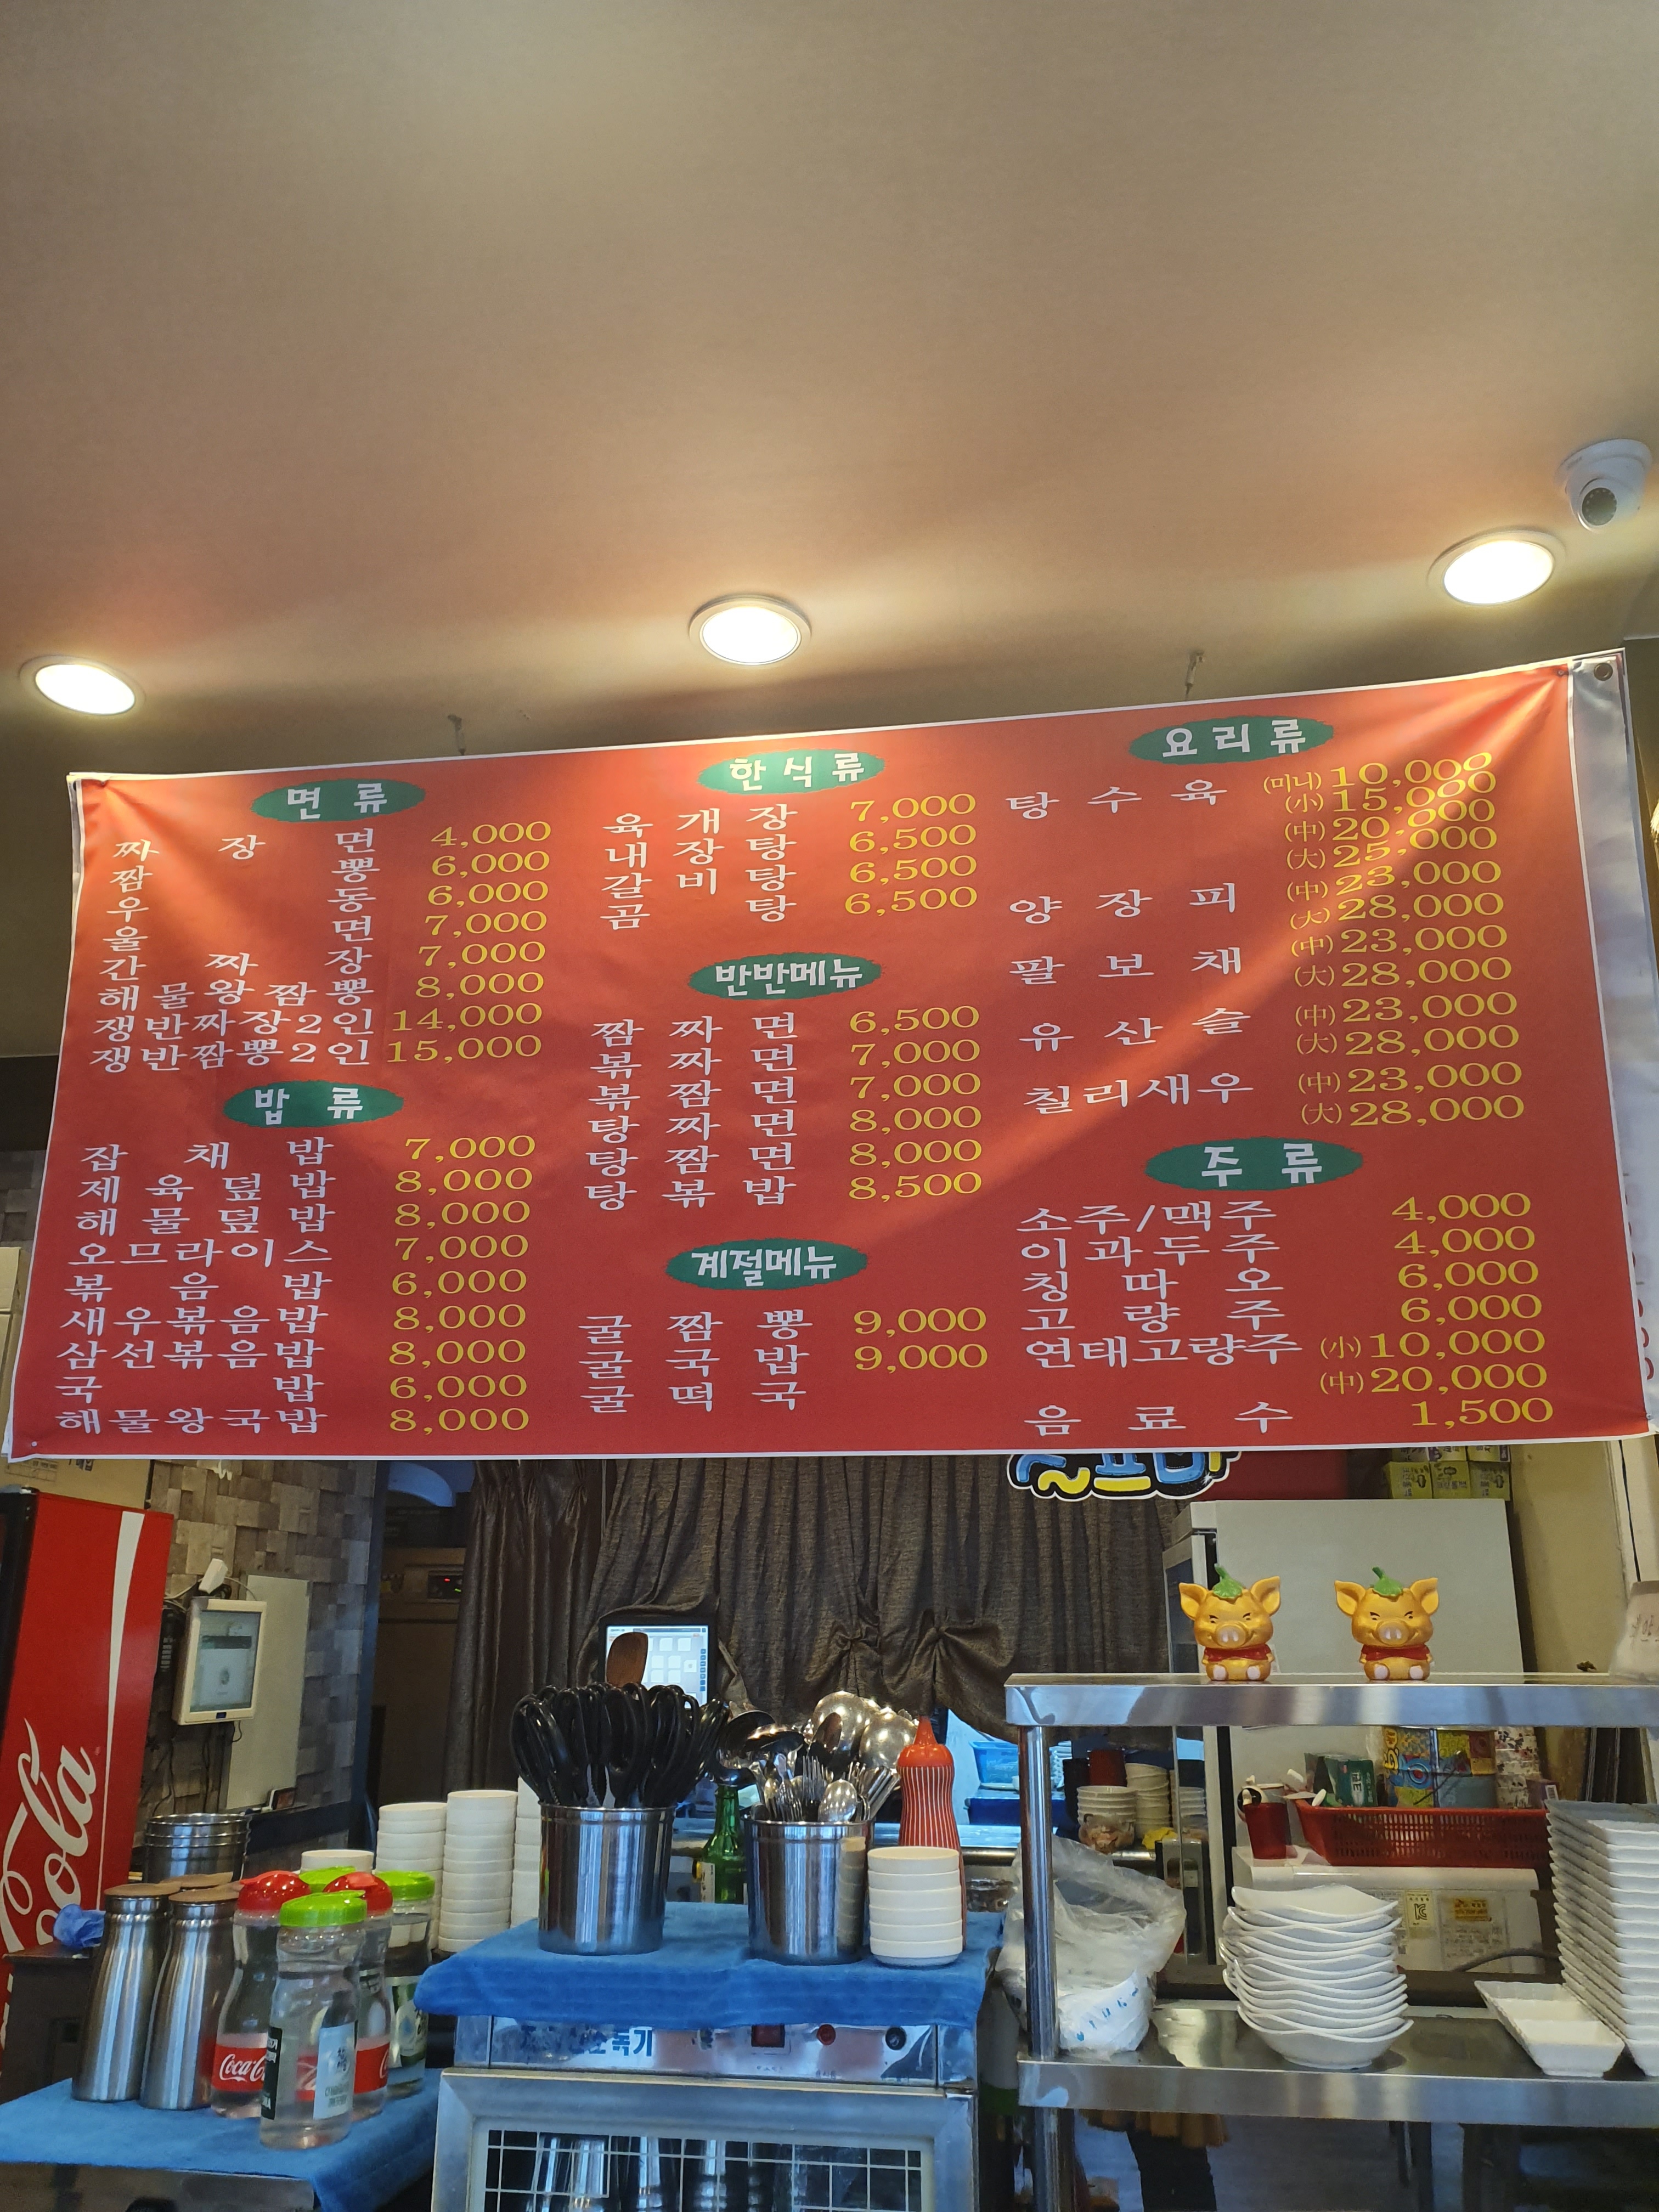 면 류
짜 장 면 4,000
짬 뽕 6,000
우 동 6,000
울 면 7,000
간 짜 장 7,000
해 물 왕 짬 뽕 8,000
쟁반짜장2인 14,000
쟁반짬뽕2인 15,000
밥 류
잡 채 밥 7,000
제 육 덮 밥 8,000
해 물 덮 밥 8,000
오므라이스 7,000
볶 음 밥 6,000
새우볶음밥 8,000
삼선볶음밥 8,000
국 밥 6,000
해물왕국밥 8,000
한 식 류
육 개 장 7,000
내 장 탕 6,500
갈 비 탕 6,500
곰 탕 6,500
반반메뉴
짬 짜 면 6,500
볶 짜 면 7,000
볶 짬 면 7,000
탕 짜 면 8,000
탕 짬 면 8,000
탕 볶 밥 8,500
계절메뉴
굴 짬 뽕 9,000
굴 국 밥 9,000
굴 떡 국
요 리 류
탕 수 육 (미니) 10,000
(小) 15,000
(中) 20,000
(大) 25,000
양 장 피 (中) 23,000
(大) 28,000
팔 보 채 (中) 23,000
(大) 28,000
유 산 슬 (中) 23,000
(大) 28,000
칠리새우 (中) 23,000
(大) 28,000
주 류
소주/맥주 4,000
이과두주 4,000
칭 따 오 6,000
고 량 주 6,000
연태고량주 (小) 10,000
(中) 20,000
음 료 수 1,500
Cola
Coca-C